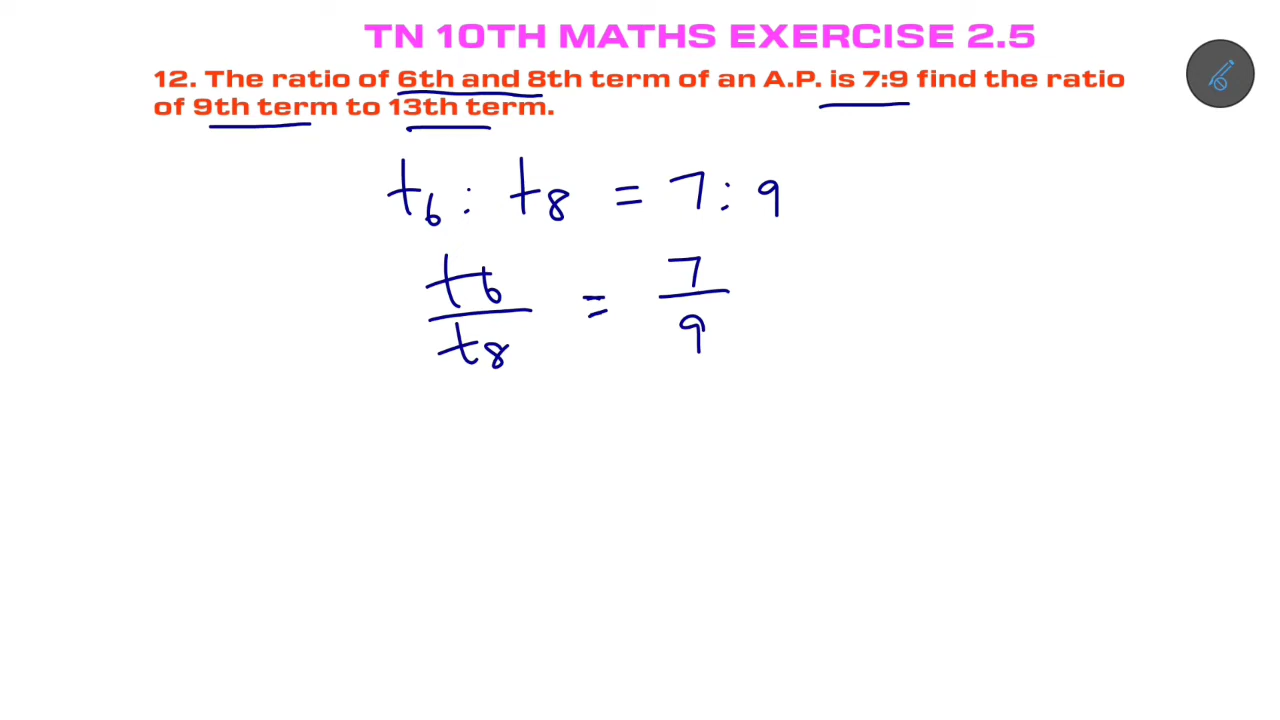 TN 10TH MATHS EXERCISE 2.5
12. The ratio of 6th and 8th term of an A.P. is 7:9 find the ratio
of 9th term to 13th term.
t6 : t8 = 7 : 9
t6/t8 = 7/9